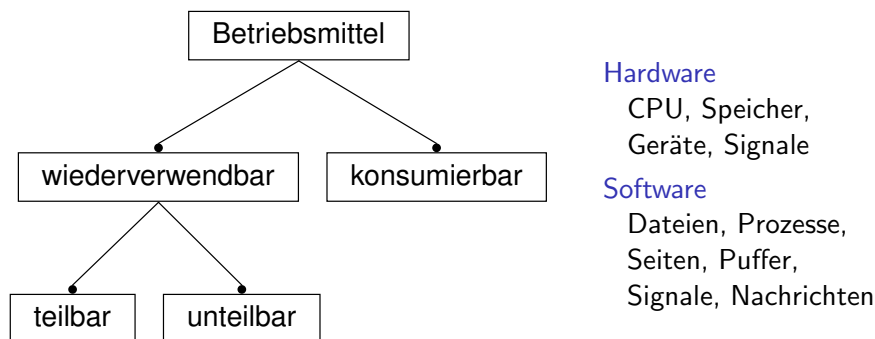 Betriebsmittel
wiederverwendbar
konsumierbar
teilbar
unteilbar
Hardware
CPU, Speicher,
Geräte, Signale
Software
Dateien, Prozesse,
Seiten, Puffer,
Signale, Nachrichten